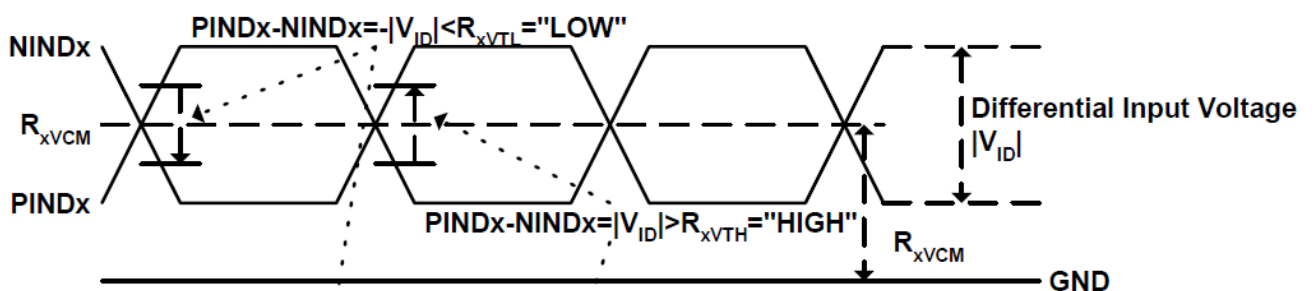 PINDx-NINDx=-|VID|<RxVTL="LOW"
NINDx
RxVCM
Differential Input Voltage
|VID|
PINDx
PINDx-NINDx=|VID|>RxVTH="HIGH"
RxVCM
GND